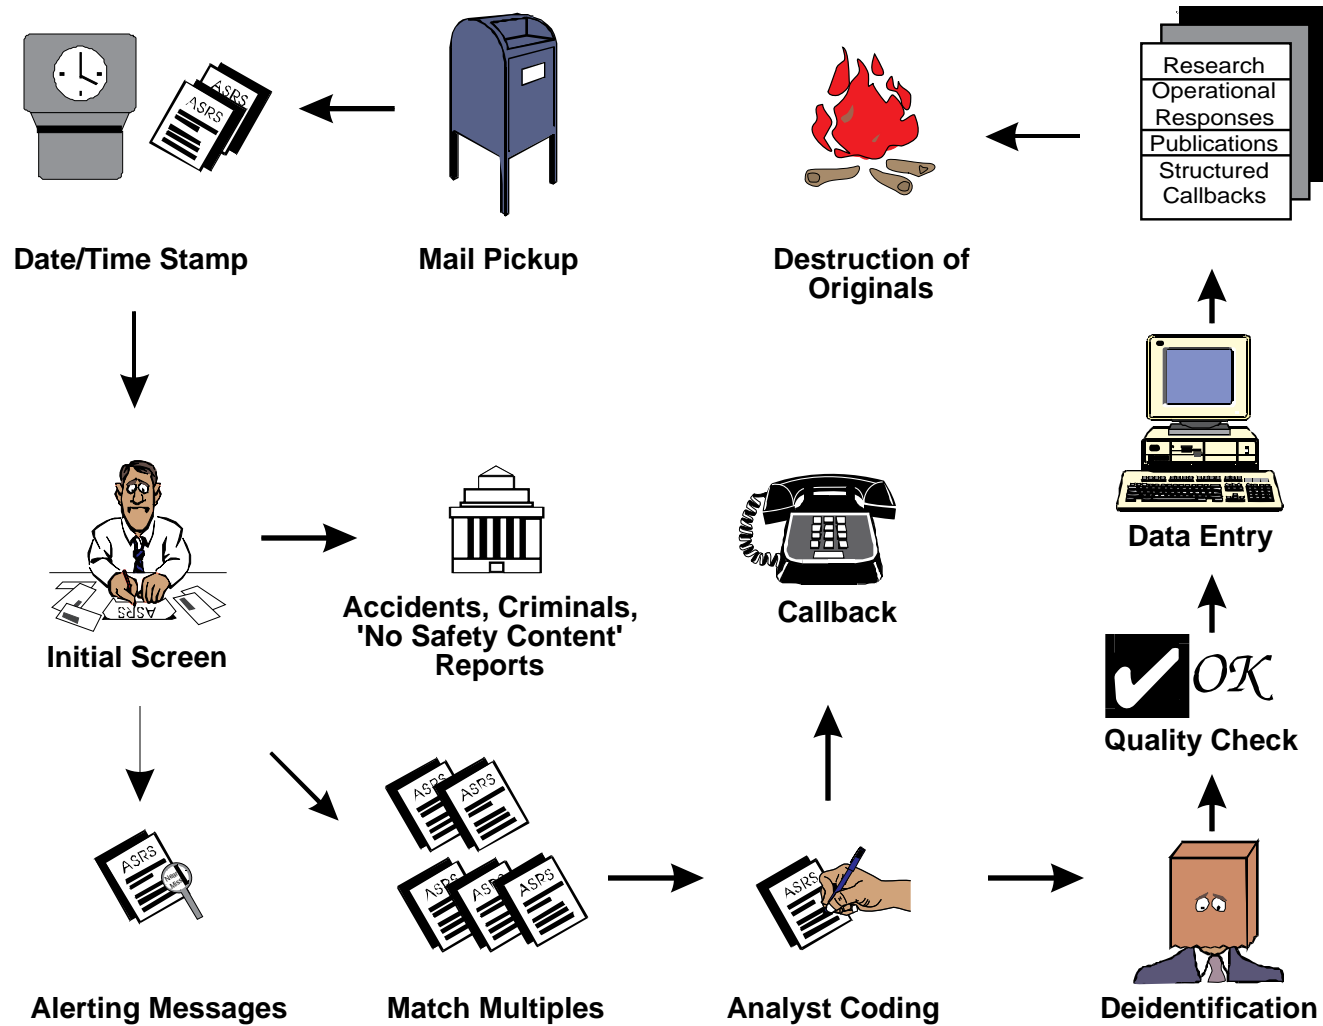 ASRS
ASRS
Date/Time Stamp
Mail Pickup
Destruction of
Originals
Research
Operational
Responses
Publications
Structured
Callbacks
ASRS
Initial Screen
Accidents, Criminals,
'No Safety Content'
Reports
Callback
Data Entry
OK
Quality Check
ASRS
Alerting Messages
ASRS
ASRS
ASRS
ASRS
ASRS
Match Multiples
ASRS
Analyst Coding
Deidentification